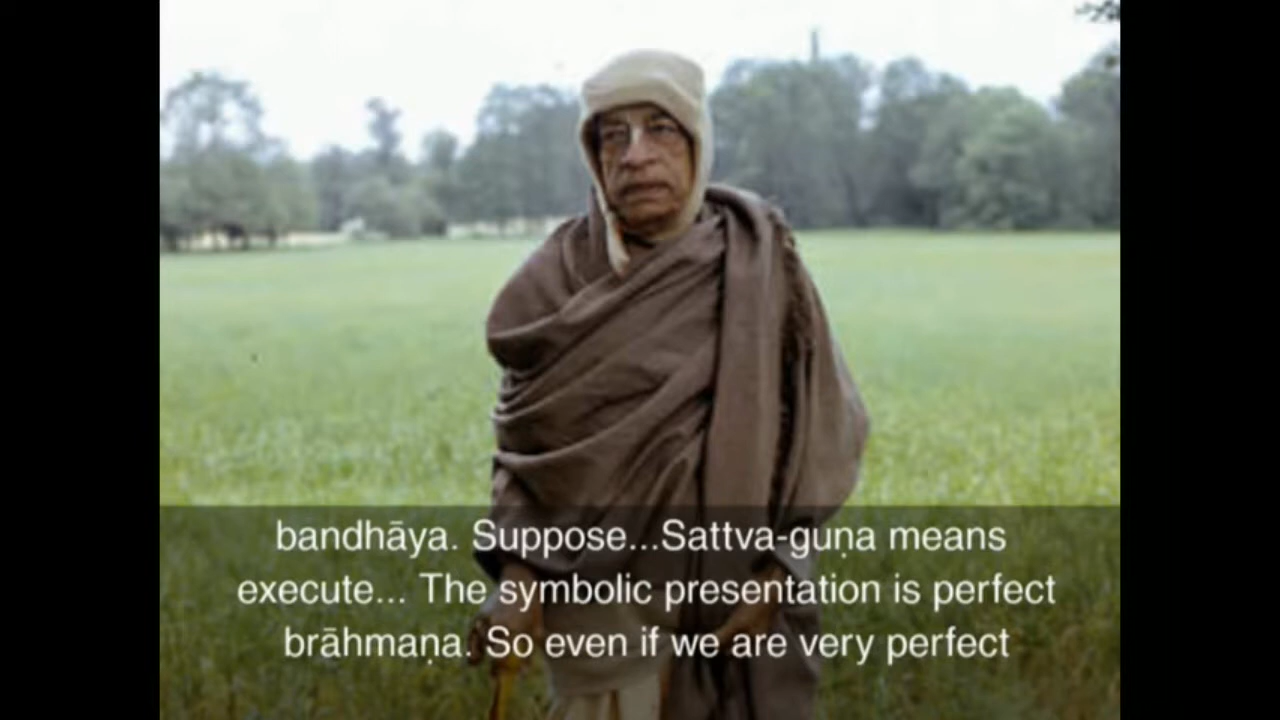 bandhāya. Suppose...Sattva-guṇa means
execute... The symbolic presentation is perfect
brāhmaṇa. So even if we are very perfect